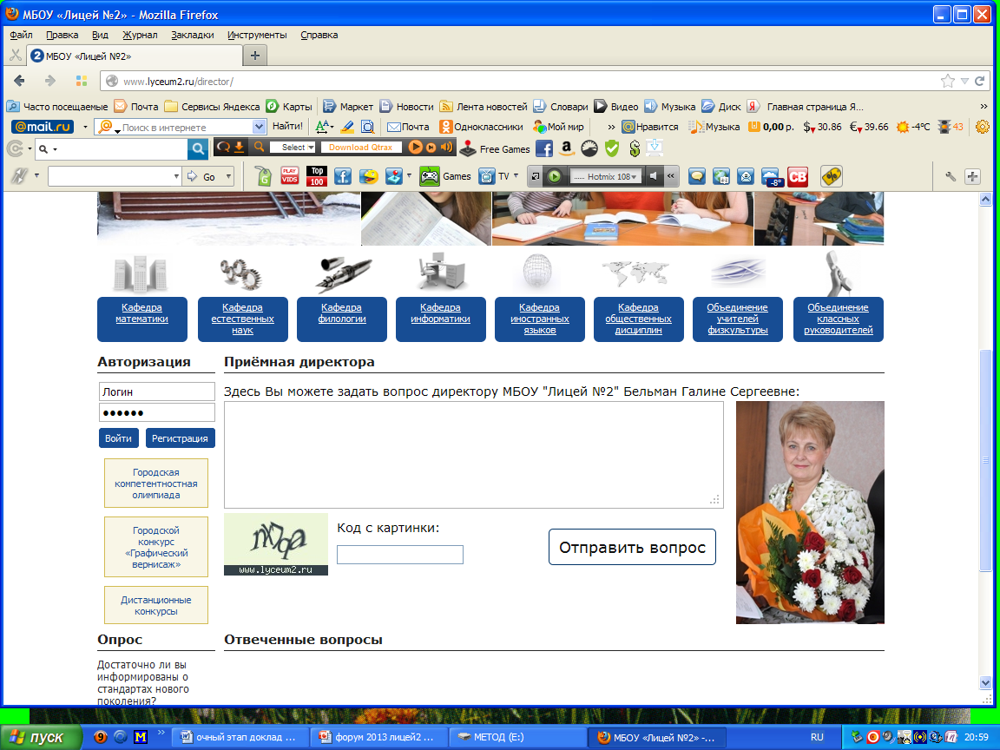 МБОУ «Лицей №2» - Mozilla Firefox
Файл Правка Вид Журнал Закладки Инструменты Справка
МБОУ «Лицей №2»
www.lyceum2.ru/director/
Часто посещаемые Почта Сервисы Яндекса Карты Маркет Новости Лента новостей Словари Видео Музыка Диск Главная страница Я...
@mail.ru Поиск в интернете Найти! Почта Одноклассники Мой мир Нравится Музыка 0,00 р. $ 30.86 € 39.66 -4°C 43
Select Download Qtrax Free Games
Go PLAY VIDS Top 100 Games TV .... Hotmix 108 -8° CB
Кафедра математики
Кафедра естественных наук
Кафедра филологии
Кафедра информатики
Кафедра иностранных языков
Кафедра общественных дисциплин
Объединение учителей физкультуры
Объединение классных руководителей
Авторизация
Логин
Войти Регистрация
Городская
компетентностная
олимпиада
Городской
конкурс
«Графический
вернисаж»
Дистанционные
конкурсы
Опрос
Достаточно ли вы
информированы о
стандартах нового
поколения?
Приёмная директора
Здесь Вы можете задать вопрос директору МБОУ "Лицей №2" Бельман Галине Сергеевне:
www.lyceum2.ru
Код с картинки:
Отправить вопрос
Отвеченные вопросы
пуск очный этап доклад ... форум 2013 лицей2 ... МЕТОД (E:) МБОУ «Лицей №2» -... RU 20:59